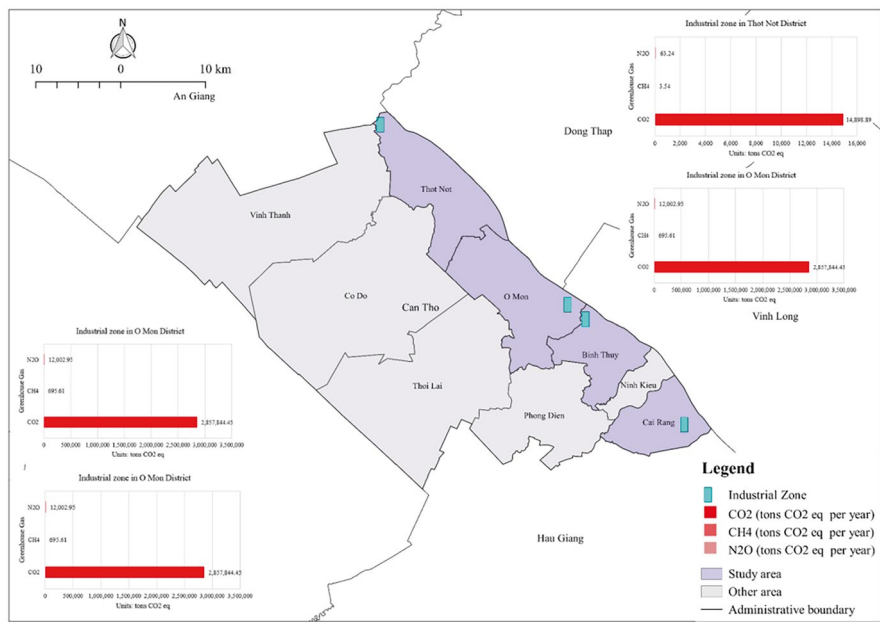 N
10 0 10 km
An Giang
Dong Thap
Vinh Thanh
Thot Not
Co Do
Can Tho
O Mon
Thoi Lai
Binh Thuy
Ninh Kieu
Phong Dien
Cai Rang
Vinh Long
Hau Giang
Industrial zone in Thot Not District
Greenhouse Gas
N2O 65.24
CH4 3.54
CO2 14,898.89
0 2,000 4,000 6,000 8,000 10,000 12,000 14,000 16,000
Units: tons CO2 eq
Industrial zone in O Mon District
Greenhouse Gas
N2O 12,002.95
CH4 695.61
CO2 2,857,844.45
0 500,000 1,000,000 1,500,000 2,000,000 2,500,000 3,000,000 3,500,000
Units: tons CO2 eq
Industrial zone in O Mon District
Greenhouse Gas
N2O 12,002.95
CH4 695.61
CO2 2,857,844.45
0 500,000 1,000,000 1,500,000 2,000,000 2,500,000 3,000,000 3,500,000
Units: tons CO2 eq
Industrial zone in O Mon District
Greenhouse Gas
N2O 12,002.95
CH4 695.61
CO2 2,857,844.45
0 500,000 1,000,000 1,500,000 2,000,000 2,500,000 3,000,000 3,500,000
Units: tons CO2 eq
Legend
Industrial Zone
CO2 (tons CO2 eq per year)
CH4 (tons CO2 eq per year)
N2O (tons CO2 eq per year)
Study area
Other area
Administrative boundary